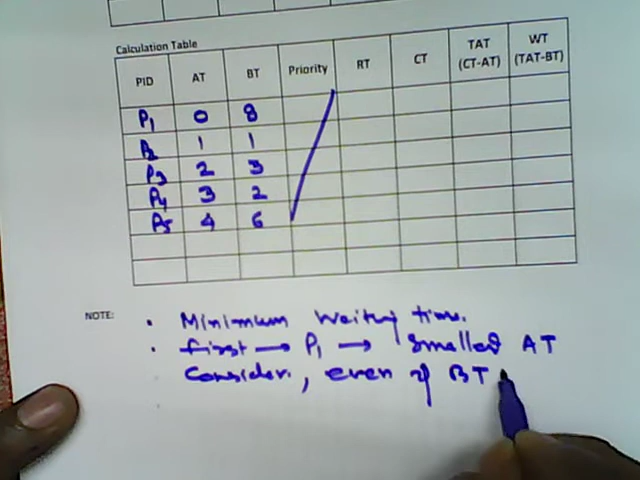 Calculation Table
PID AT BT Priority RT CT TAT (CT-AT) WT (TAT-BT)
P1 0 8
P2 1 1
P3 2 3
P4 3 2
P5 4 6
NOTE:
• Minimum Waiting time.
• first → P1 → Smallest AT
Consider, even if BT